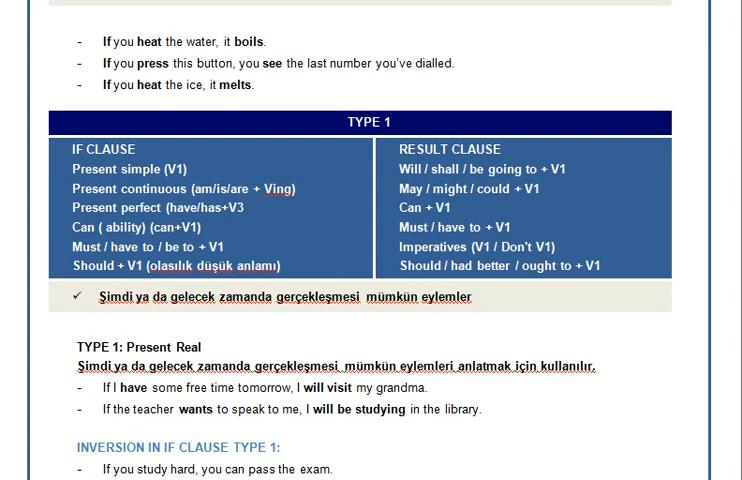 - If you heat the water, it boils.
- If you press this button, you see the last number you've dialled.
- If you heat the ice, it melts.
TYPE 1
IF CLAUSE
Present simple (V1)
Present continuous (am/is/are + Ving)
Present perfect (have/has+V3
Can ( ability) (can+V1)
Must / have to / be to + V1
Should + V1 (olasılık düşük anlamı)
RESULT CLAUSE
Will / shall / be going to + V1
May / might / could + V1
Can + V1
Must / have to + V1
Imperatives (V1 / Don't V1)
Should / had better / ought to + V1
✓ Şimdi ya da gelecek zamanda gerçekleşmesi mümkün eylemler
TYPE 1: Present Real
Şimdi ya da gelecek zamanda gerçekleşmesi mümkün eylemleri anlatmak için kullanılır.
- If I have some free time tomorrow, I will visit my grandma.
- If the teacher wants to speak to me, I will be studying in the library.
INVERSION IN IF CLAUSE TYPE 1:
- If you study hard, you can pass the exam.